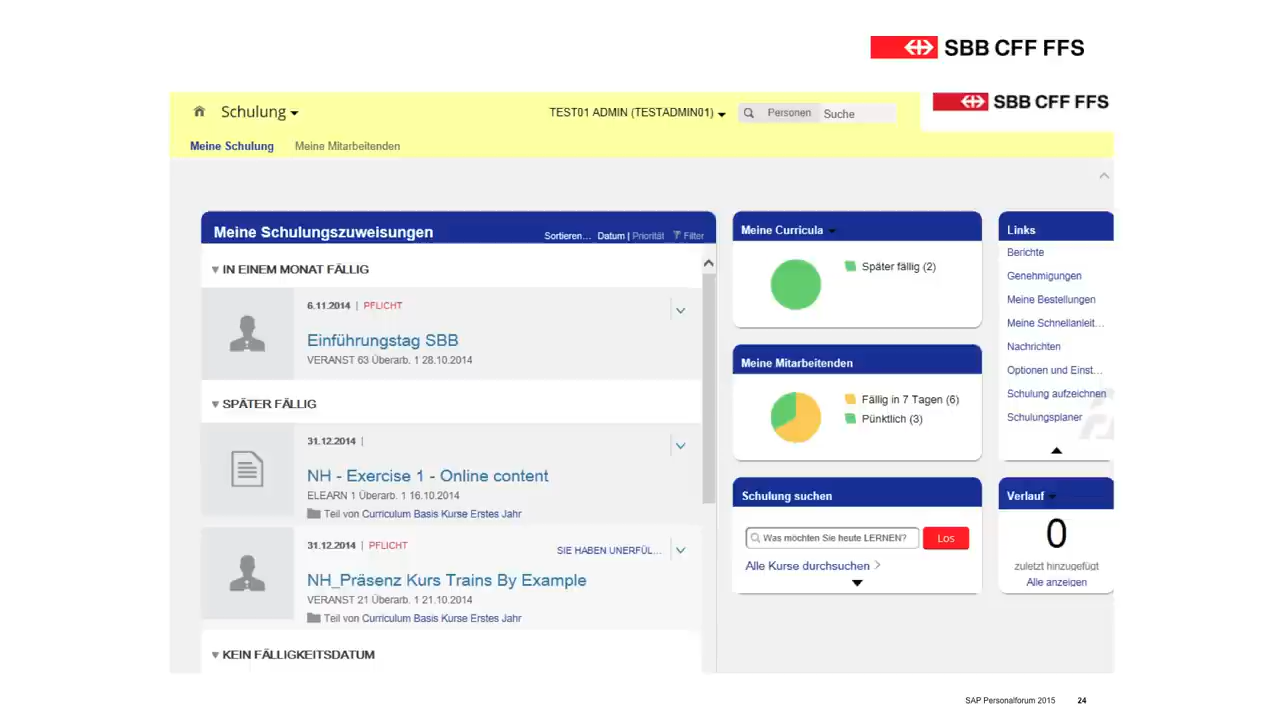 SBB CFF FFS
SBB CFF FFS
Schulung
TEST01 ADMIN (TESTADMIN01)
Personen
Suche
Meine Schulung
Meine Mitarbeitenden
Meine Schulungszuweisungen
Sortieren... Datum | Priorität Filter
IN EINEM MONAT FÄLLIG
6.11.2014 | PFLICHT
Einführungstag SBB
VERANST 63 Überarb. 1 28.10.2014
SPÄTER FÄLLIG
31.12.2014 |
NH - Exercise 1 - Online content
ELEARN 1 Überarb. 1 16.10.2014
Teil von Curriculum Basis Kurse Erstes Jahr
31.12.2014 | PFLICHT
SIE HABEN UNERFÜL...
NH_Präsenz Kurs Trains By Example
VERANST 21 Überarb. 1 21.10.2014
Teil von Curriculum Basis Kurse Erstes Jahr
KEIN FÄLLIGKEITSDATUM
Meine Curricula
Später fällig (2)
Meine Mitarbeitenden
Fällig in 7 Tagen (6)
Pünktlich (3)
Schulung suchen
Was möchten Sie heute LERNEN?
Los
Alle Kurse durchsuchen
Links
Berichte
Genehmigungen
Meine Bestellungen
Meine Schnellanleit...
Nachrichten
Optionen und Einst...
Schulung aufzeichnen
Schulungsplaner
Verlauf
0
zuletzt hinzugefügt
Alle anzeigen
SAP Personalforum 2015
24